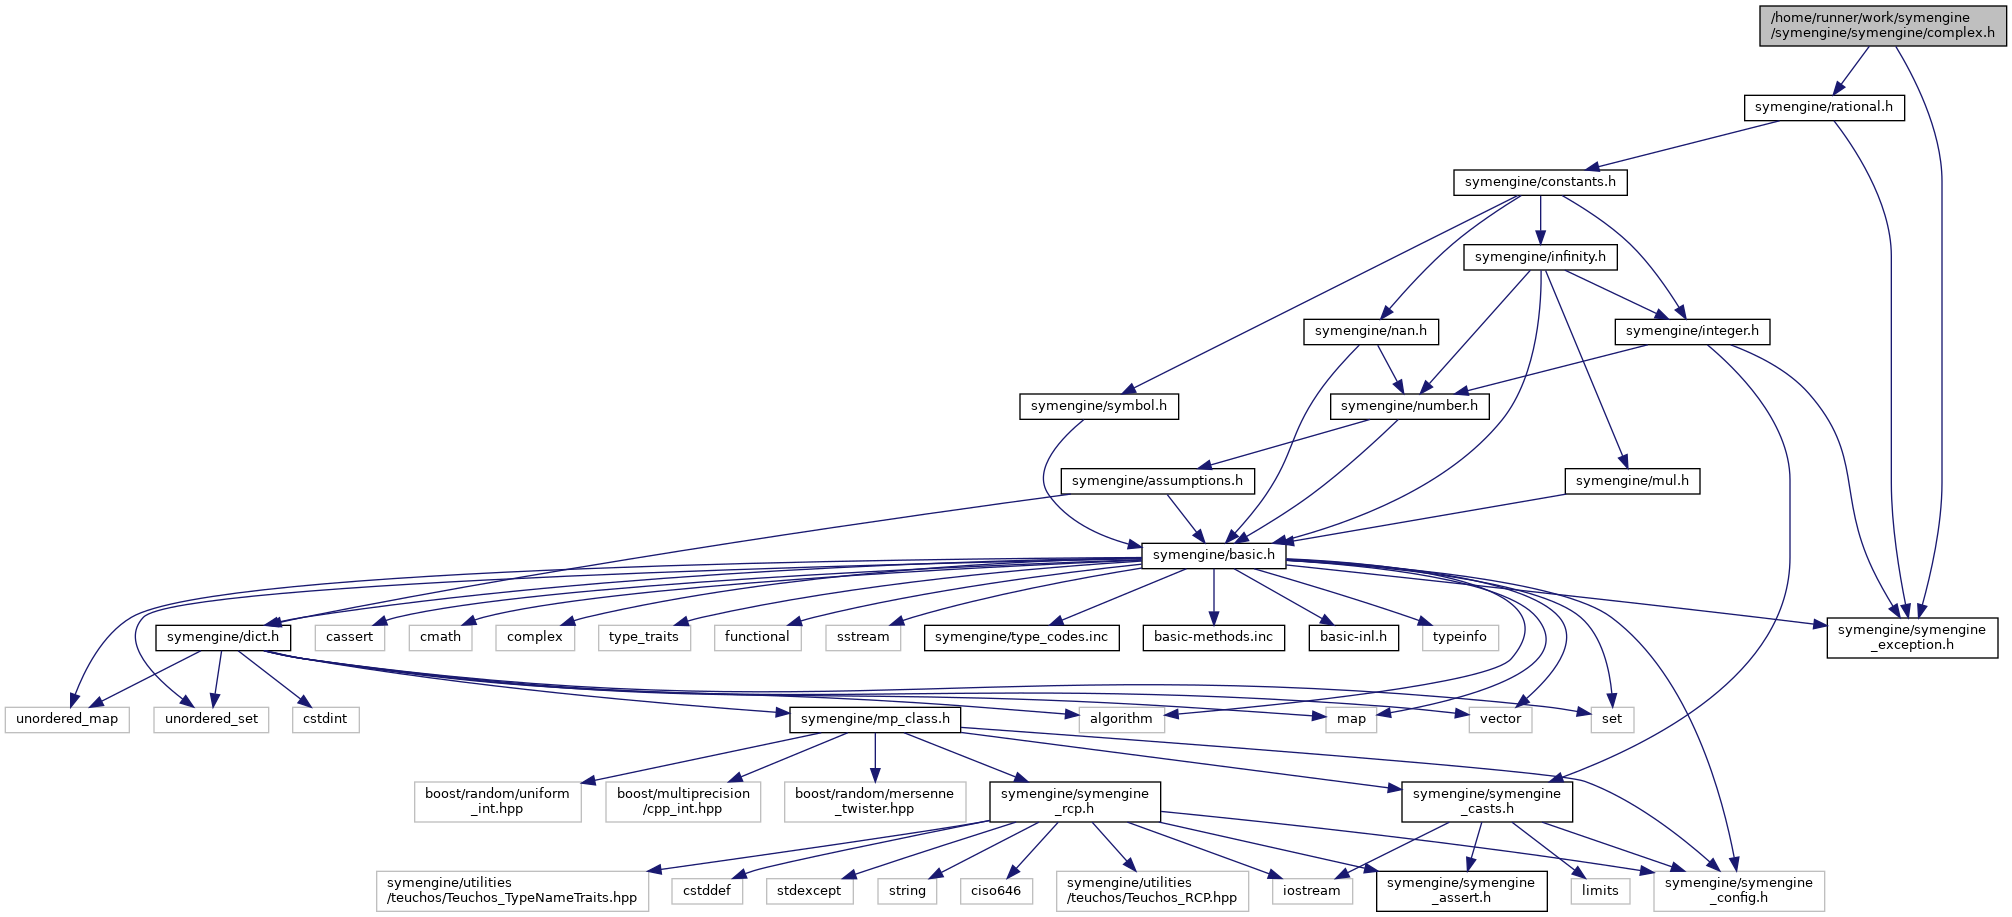 /home/runner/work/symengine
/symengine/symengine/complex.h
symengine/rational.h
symengine/constants.h
symengine/infinity.h
symengine/nan.h
symengine/integer.h
symengine/symbol.h
symengine/number.h
symengine/assumptions.h
symengine/mul.h
symengine/basic.h
symengine/dict.h
cassert
cmath
complex
type_traits
functional
sstream
symengine/type_codes.inc
basic-methods.inc
basic-inl.h
typeinfo
symengine/symengine
_exception.h
unordered_map
unordered_set
cstdint
symengine/mp_class.h
algorithm
map
vector
set
boost/random/uniform
_int.hpp
boost/multiprecision
/cpp_int.hpp
boost/random/mersenne
_twister.hpp
symengine/symengine
_rcp.h
symengine/symengine
_casts.h
symengine/utilities
/teuchos/Teuchos_TypeNameTraits.hpp
cstddef
stdexcept
string
ciso646
symengine/utilities
/teuchos/Teuchos_RCP.hpp
iostream
symengine/symengine
_assert.h
limits
symengine/symengine
_config.h